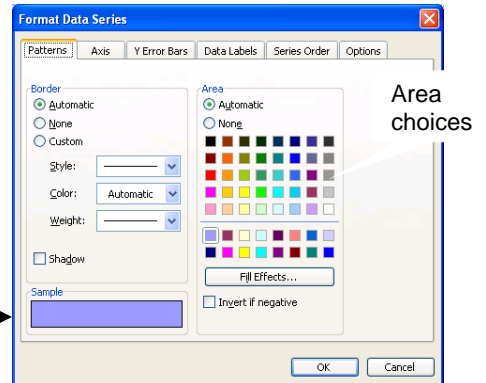 Format Data Series
Patterns Axis Y Error Bars Data Labels Series Order Options
Border
Automatic
None
Custom
Style:
Color: Automatic
Weight:
Shadow
Sample
Area
Automatic
None
Fill Effects...
Invert if negative
OK Cancel
Area
choices